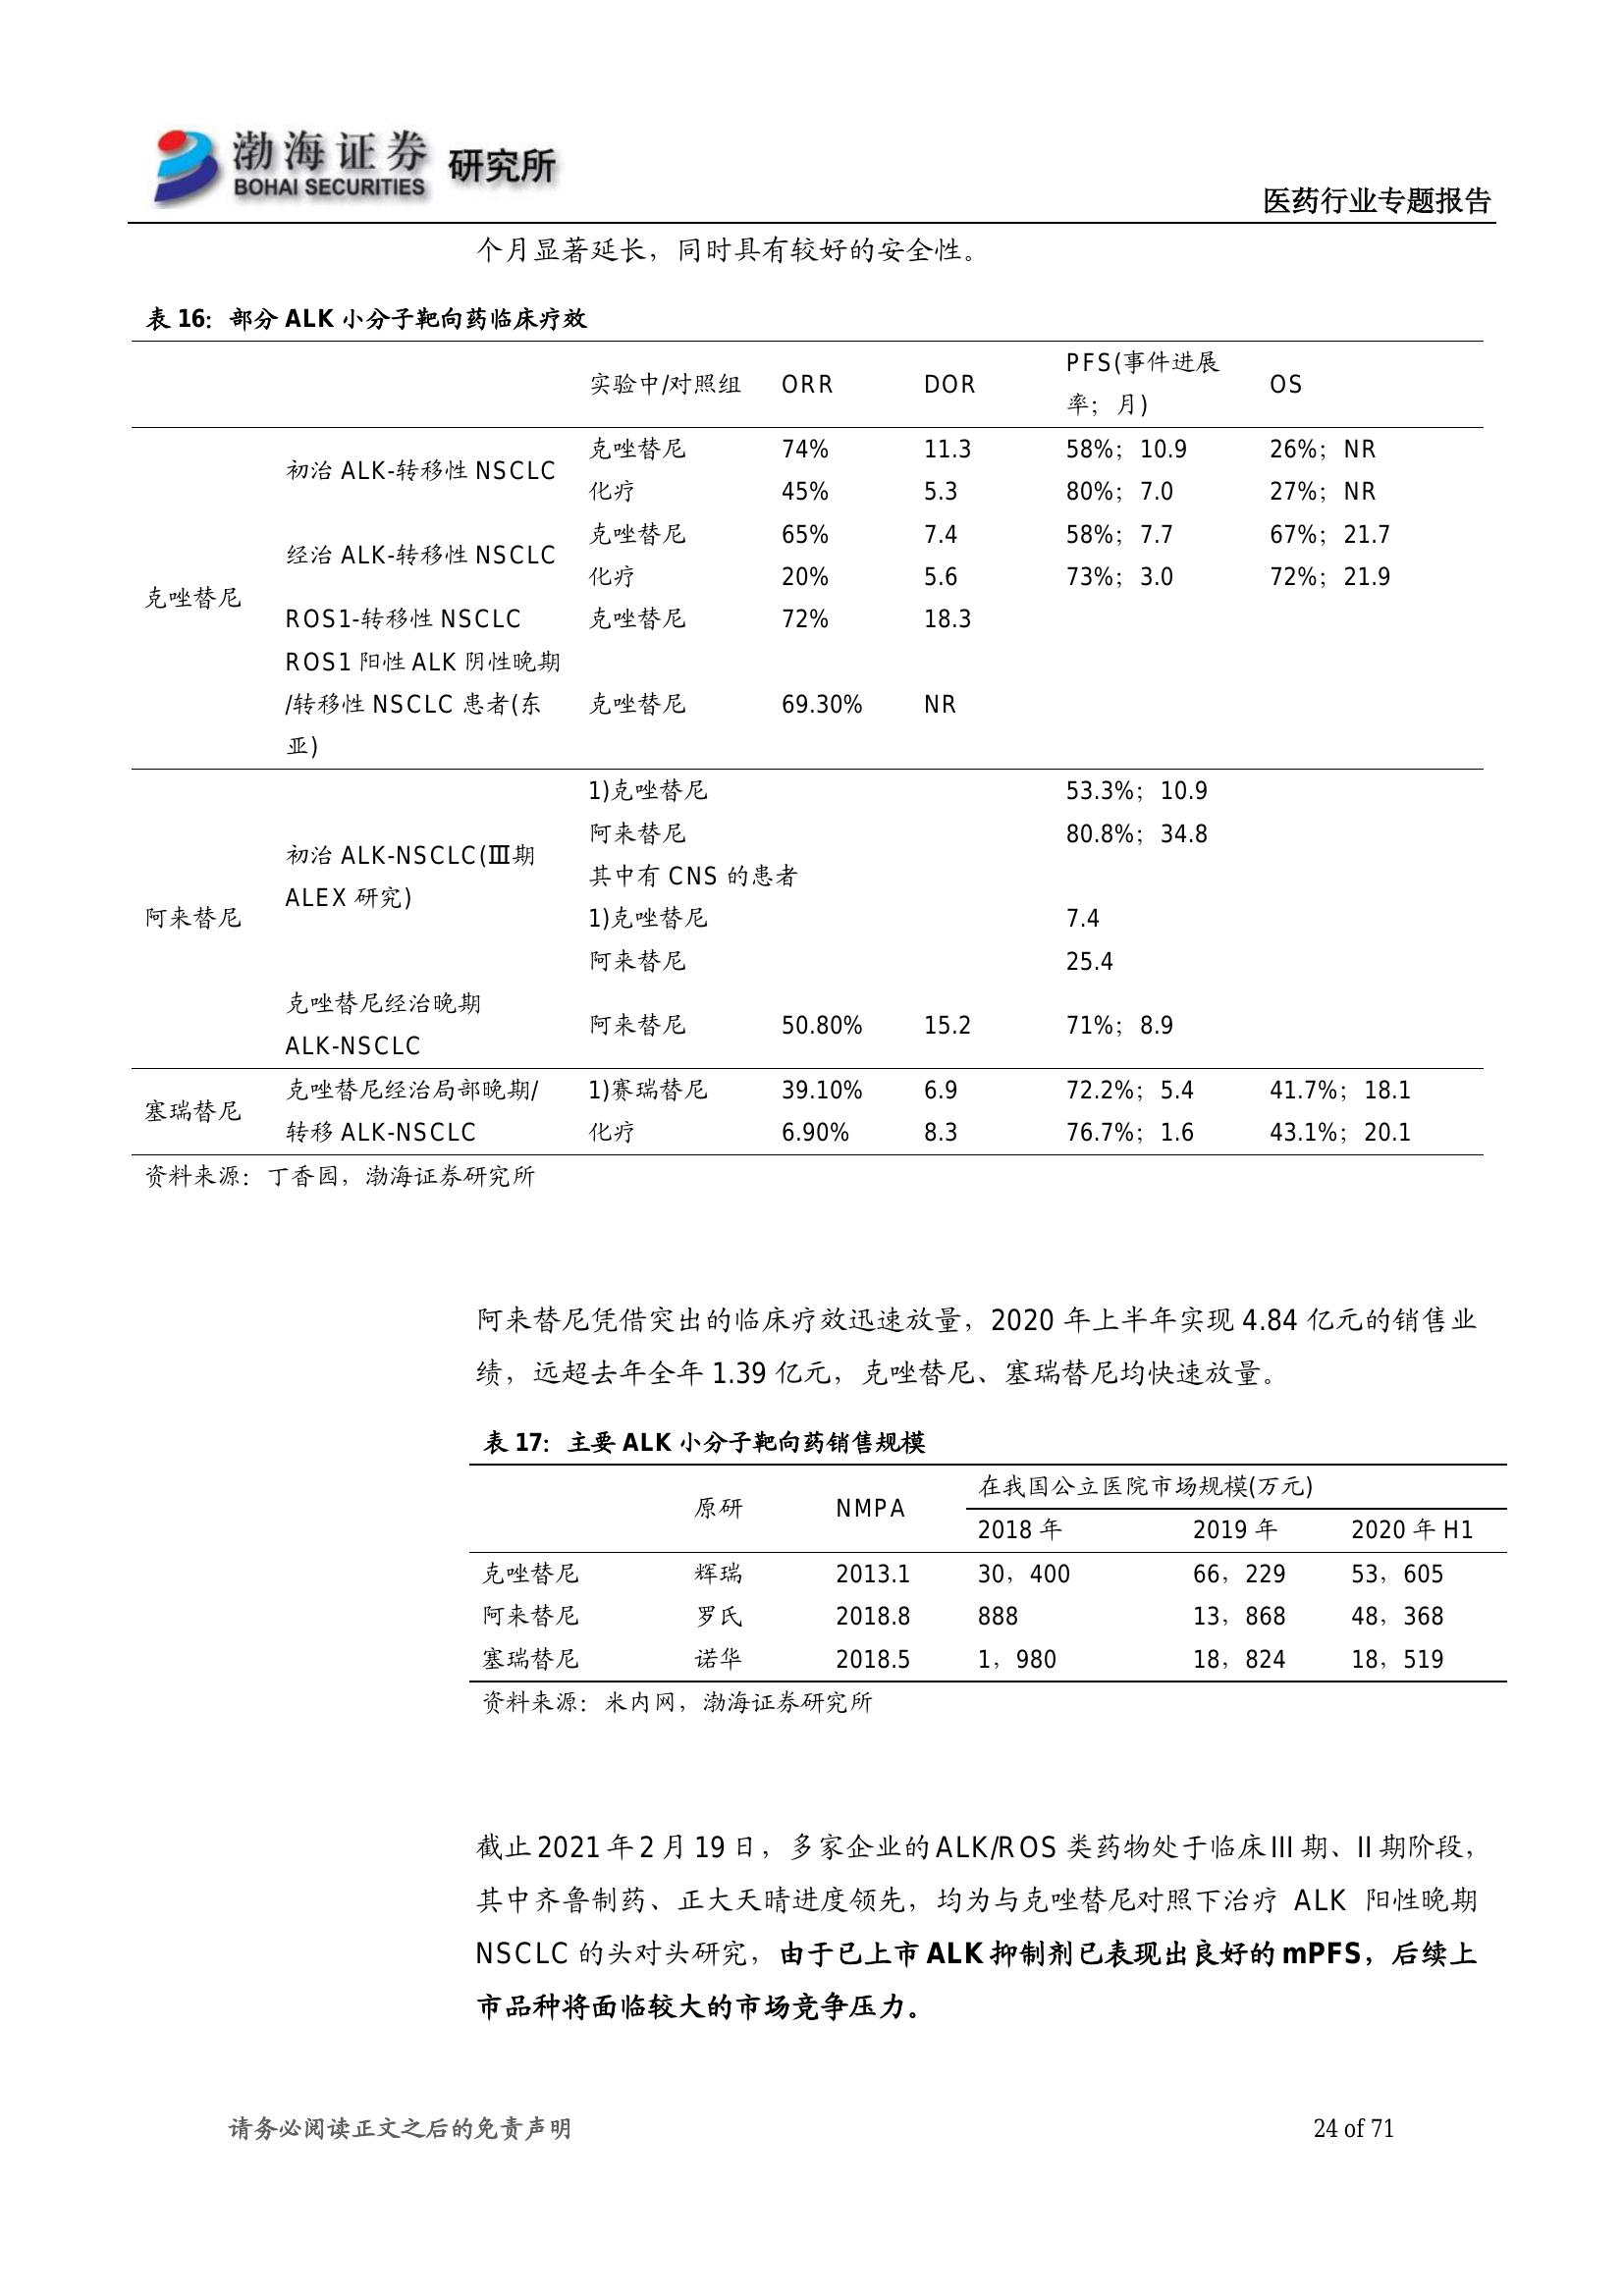 渤海证券 研究所
BOHAI SECURITIES
医药行业专题报告
个月显著延长，同时具有较好的安全性。
表 16：部分 ALK 小分子靶向药临床疗效
实验中/对照组 ORR DOR PFS(事件进展率；月) OS
克唑替尼
初治 ALK-转移性 NSCLC
克唑替尼 74% 11.3 58%；10.9 26%；NR
化疗 45% 5.3 80%；7.0 27%；NR
经治 ALK-转移性 NSCLC
克唑替尼 65% 7.4 58%；7.7 67%；21.7
化疗 20% 5.6 73%；3.0 72%；21.9
ROS1-转移性 NSCLC 克唑替尼 72% 18.3
ROS1 阳性 ALK 阴性晚期
/转移性 NSCLC 患者(东 克唑替尼 69.30% NR
亚)
阿来替尼
初治 ALK-NSCLC(Ⅲ期
ALEX 研究)
1)克唑替尼 53.3%；10.9
阿来替尼 80.8%；34.8
其中有 CNS 的患者
1)克唑替尼 7.4
阿来替尼 25.4
克唑替尼经治晚期
ALK-NSCLC
阿来替尼 50.80% 15.2 71%；8.9
塞瑞替尼
克唑替尼经治局部晚期/ 1)赛瑞替尼 39.10% 6.9 72.2%；5.4 41.7%；18.1
转移 ALK-NSCLC 化疗 6.90% 8.3 76.7%；1.6 43.1%；20.1
资料来源：丁香园，渤海证券研究所
阿来替尼凭借突出的临床疗效迅速放量，2020 年上半年实现 4.84 亿元的销售业
绩，远超去年全年 1.39 亿元，克唑替尼、塞瑞替尼均快速放量。
表 17：主要 ALK 小分子靶向药销售规模
原研 NMPA 在我国公立医院市场规模(万元)
2018 年 2019 年 2020 年 H1
克唑替尼 辉瑞 2013.1 30，400 66，229 53，605
阿来替尼 罗氏 2018.8 888 13，868 48，368
塞瑞替尼 诺华 2018.5 1，980 18，824 18，519
资料来源：米内网，渤海证券研究所
截止 2021 年 2 月 19 日，多家企业的 ALK/ROS 类药物处于临床 III 期、II 期阶段，
其中齐鲁制药、正大天晴进度领先，均为与克唑替尼对照下治疗 ALK 阳性晚期
NSCLC 的头对头研究，由于已上市 ALK 抑制剂已表现出良好的 mPFS，后续上
市品种将面临较大的市场竞争压力。
请务必阅读正文之后的免责声明
24 of 71